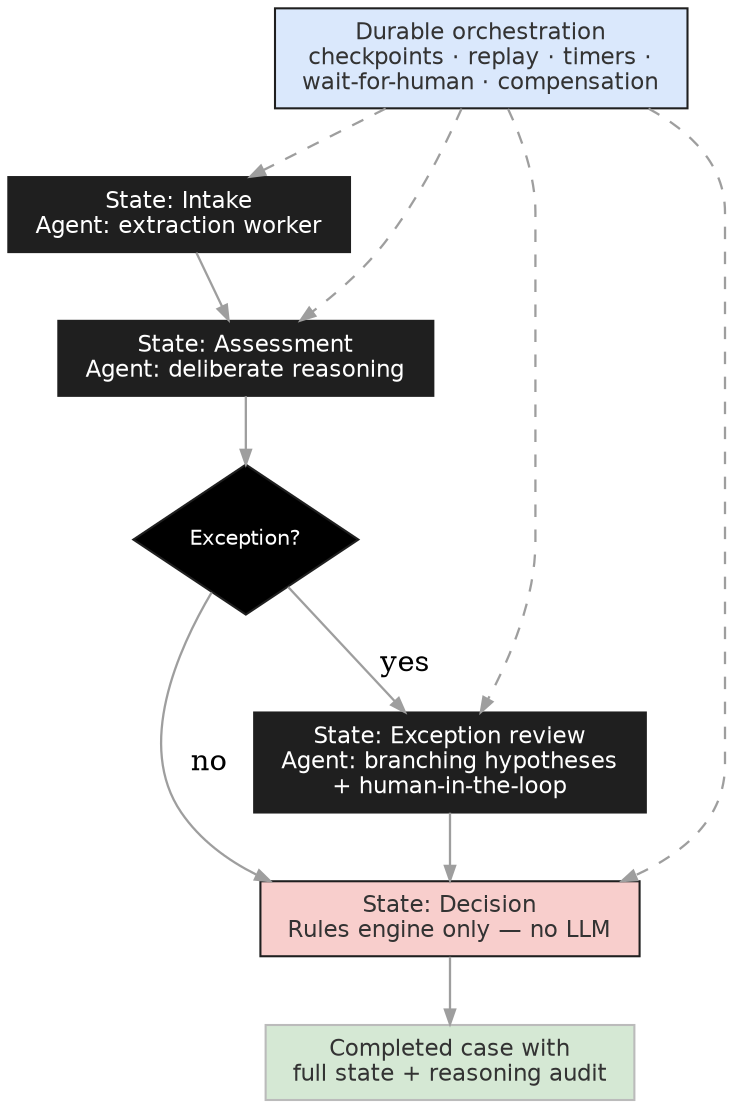 Durable orchestration
checkpoints · replay · timers ·
wait-for-human · compensation
State: Intake
Agent: extraction worker
State: Assessment
Agent: deliberate reasoning
Exception?
yes
State: Exception review
Agent: branching hypotheses
+ human-in-the-loop
no
State: Decision
Rules engine only — no LLM
Completed case with
full state + reasoning audit